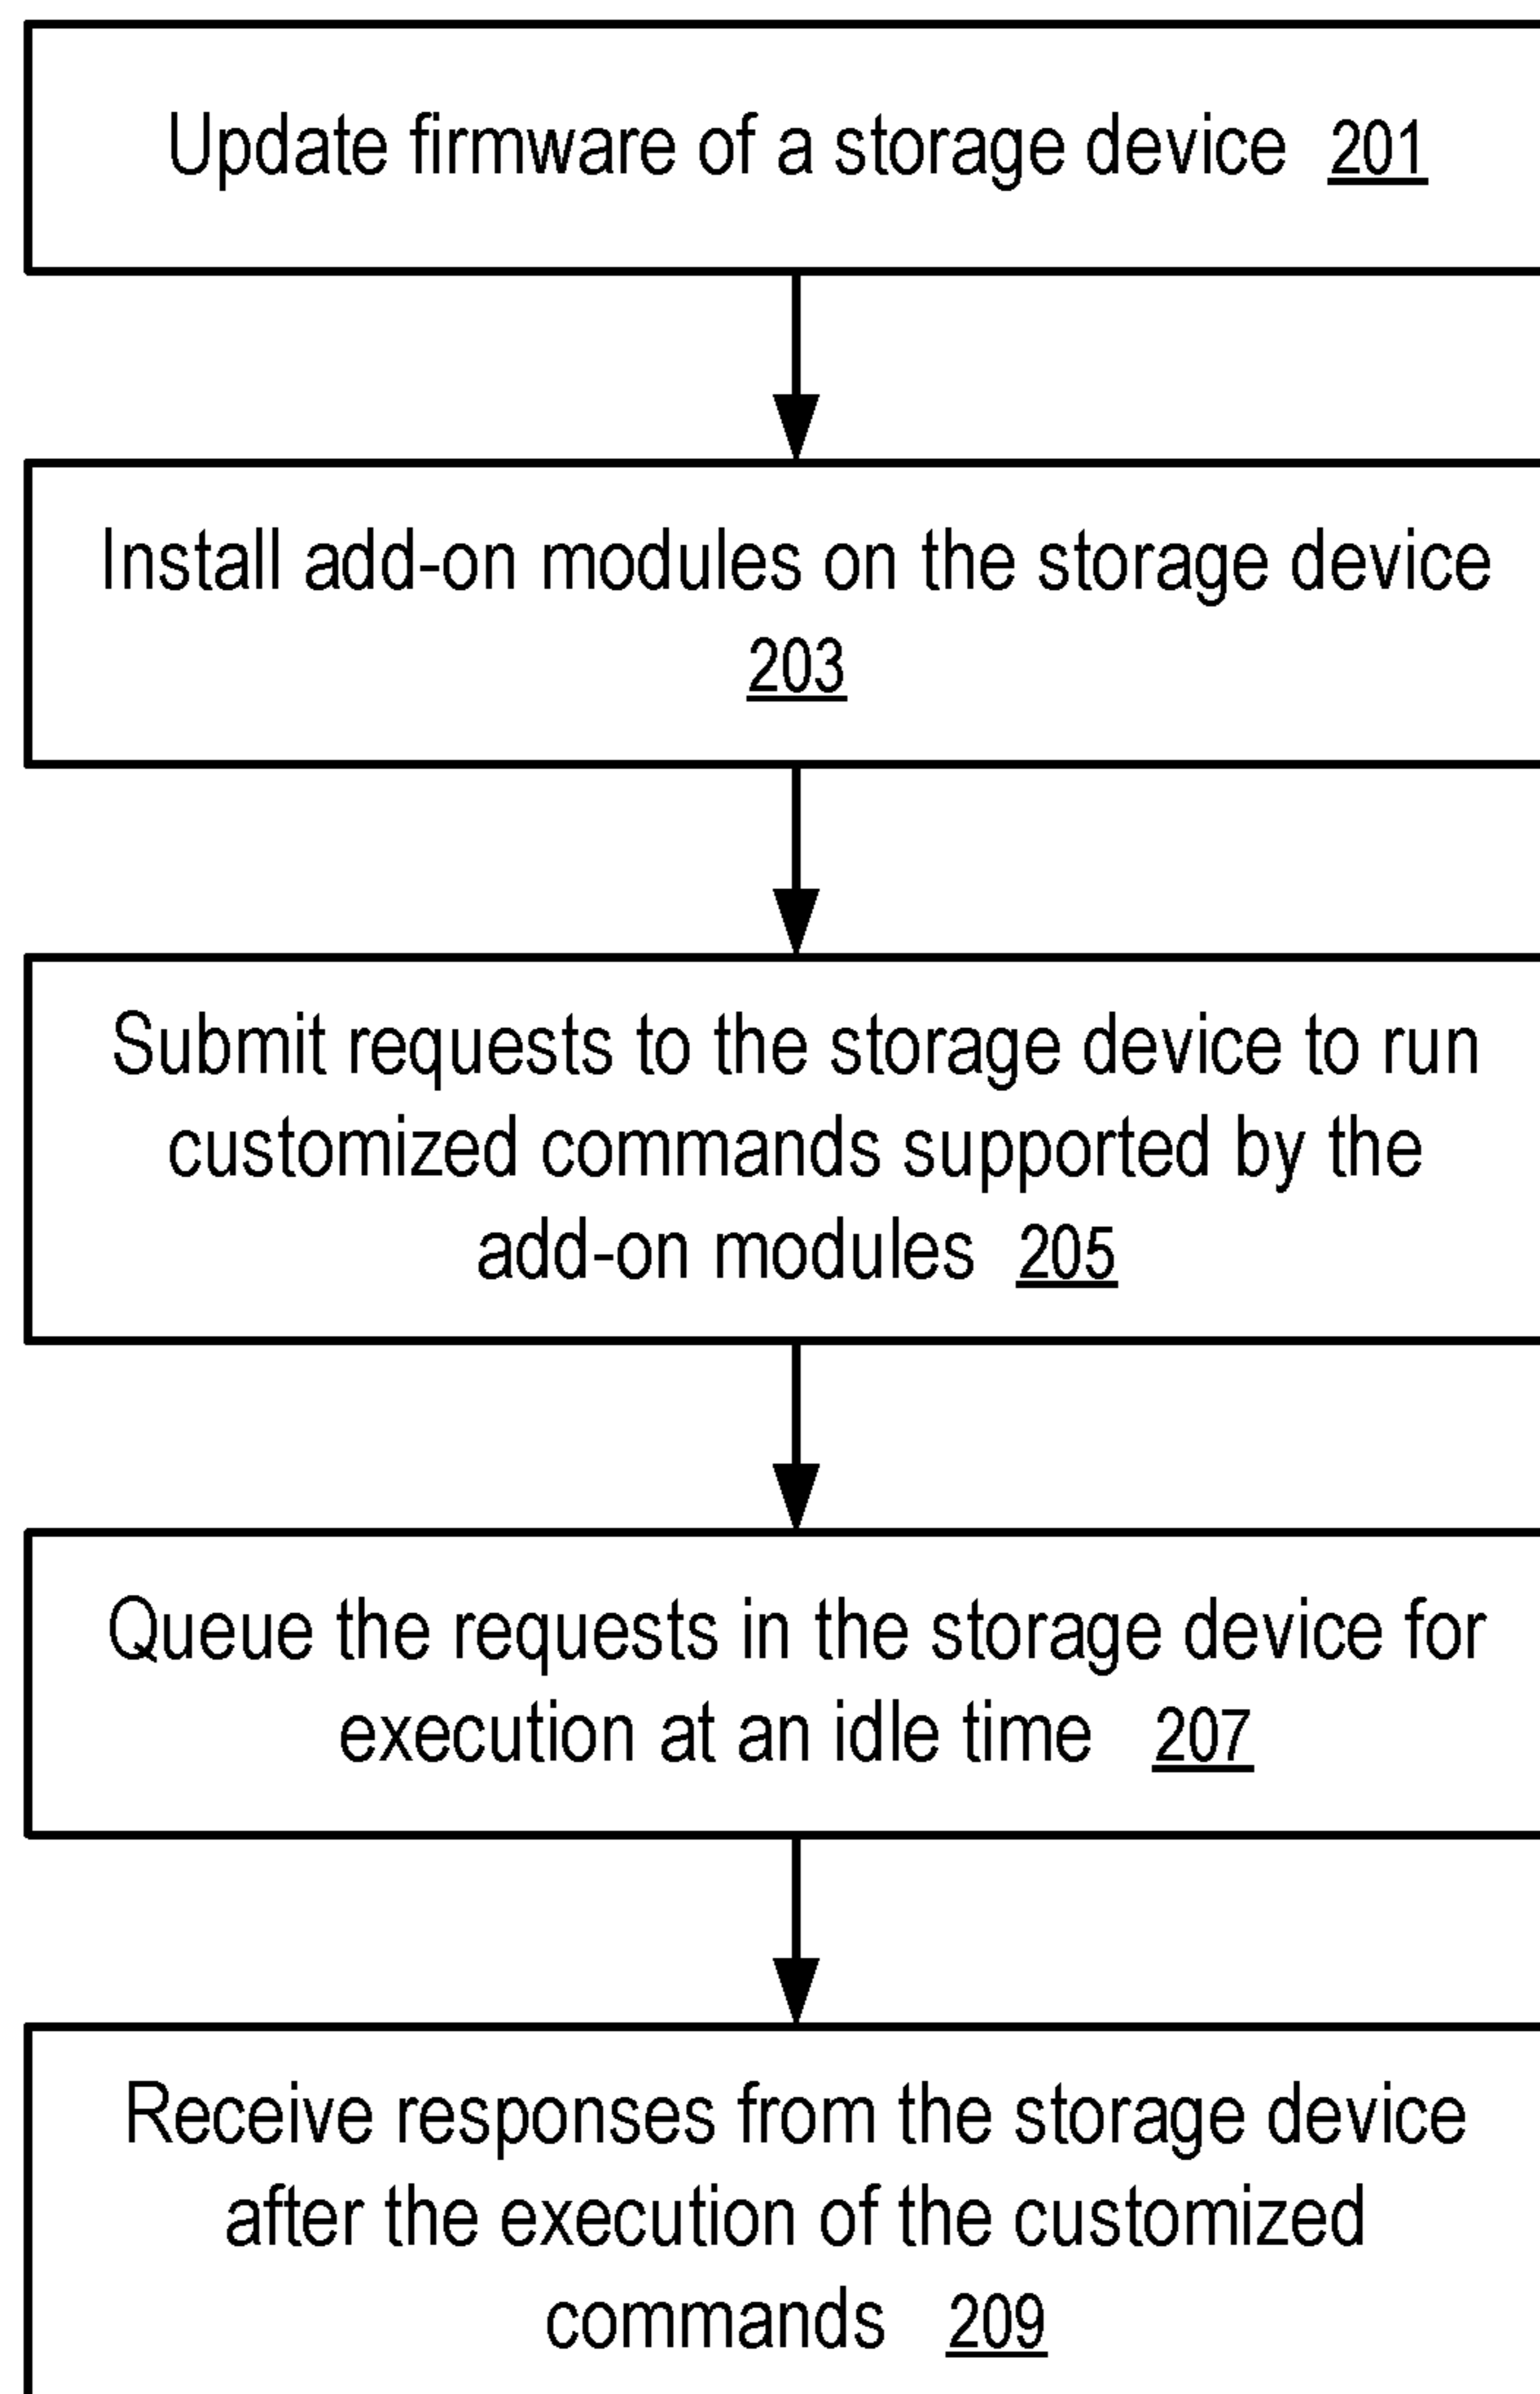 Update firmware of a storage device 201
Install add-on modules on the storage device
203
Submit requests to the storage device to run
customized commands supported by the
add-on modules 205
Queue the requests in the storage device for
execution at an idle time 207
Receive responses from the storage device
after the execution of the customized
commands 209